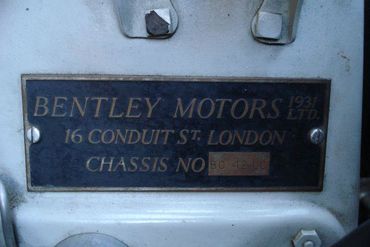 BENTLEY MOTORS 1931 LTD.
16 CONDUIT ST. LONDON
CHASSIS NO